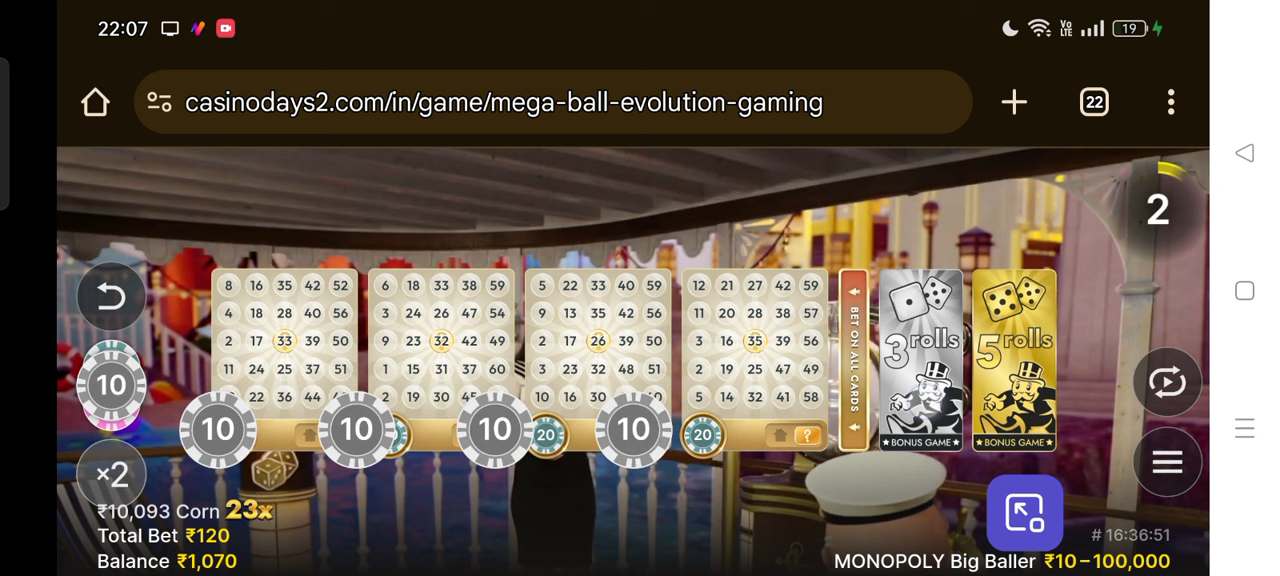 22:07
Vo LTE
19
casinodays2.com/in/game/mega-ball-evolution-gaming
22
2
8 16 35 42 52
4 18 28 40 56
2 17 33 39 50
11 24 25 37 51
22 36 44
6 18 33 38 59
3 24 26 47 54
9 23 32 42 49
1 15 31 37 60
2 19 30 45
5 22 33 40 59
9 13 35 42 56
2 17 26 39 50
3 23 32 48 51
10 16 30
12 21 27 42 59
11 20 28 38 57
3 16 35 39 50
2 19 25 47 49
5 14 32 41 58
BET ON ALL CARDS
3 rolls
BONUS GAME
5 rolls
BONUS GAME
10
10
10
10
10
20
20
?
×2
₹10,093 Corn 23x
Total Bet ₹120
Balance ₹1,070
# 16:36:51
MONOPOLY Big Baller ₹10–100,000